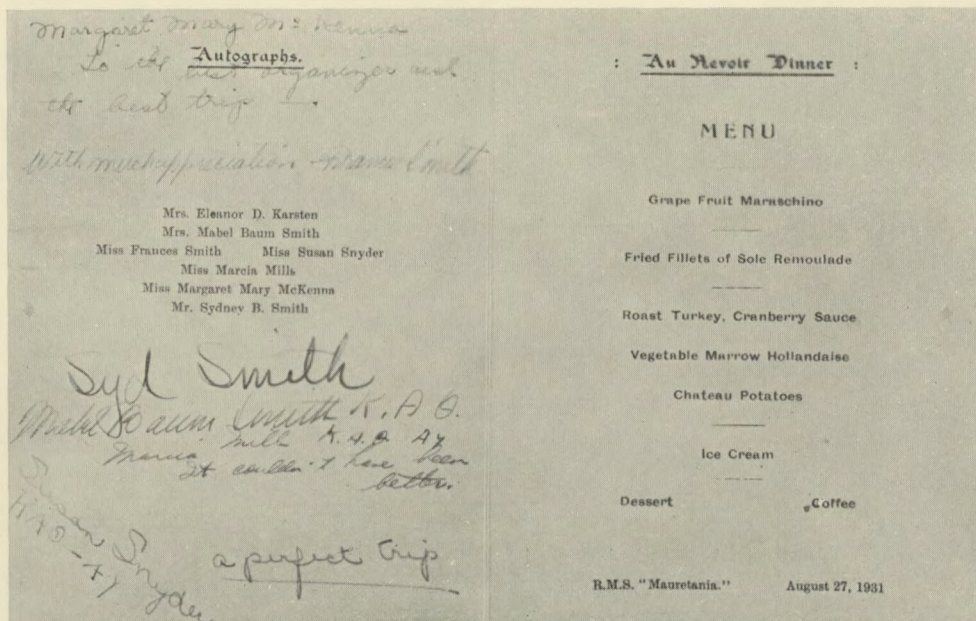 Margaret Mary McKenna
Autographs.
To the best organizer and
the best trip —.
With much appreciation Frances Smith
Mrs. Eleanor D. Karsten
Mrs. Mabel Baum Smith
Miss Frances Smith Miss Susan Snyder
Miss Marcia Mills
Miss Margaret Mary McKenna
Mr. Sydney B. Smith
Syd Smith
Mabel Baum Smith K. A. Θ.
Marcia Mills K.A.Θ.
It couldn't have been
better.
Susan Snyder
a perfect trip
: Au Revoir Dinner :
MENU
Grape Fruit Maraschino
Fried Fillets of Sole Remoulade
Roast Turkey, Cranberry Sauce
Vegetable Marrow Hollandaise
Chateau Potatoes
Ice Cream
Dessert Coffee
R.M.S. "Mauretania." August 27, 1931